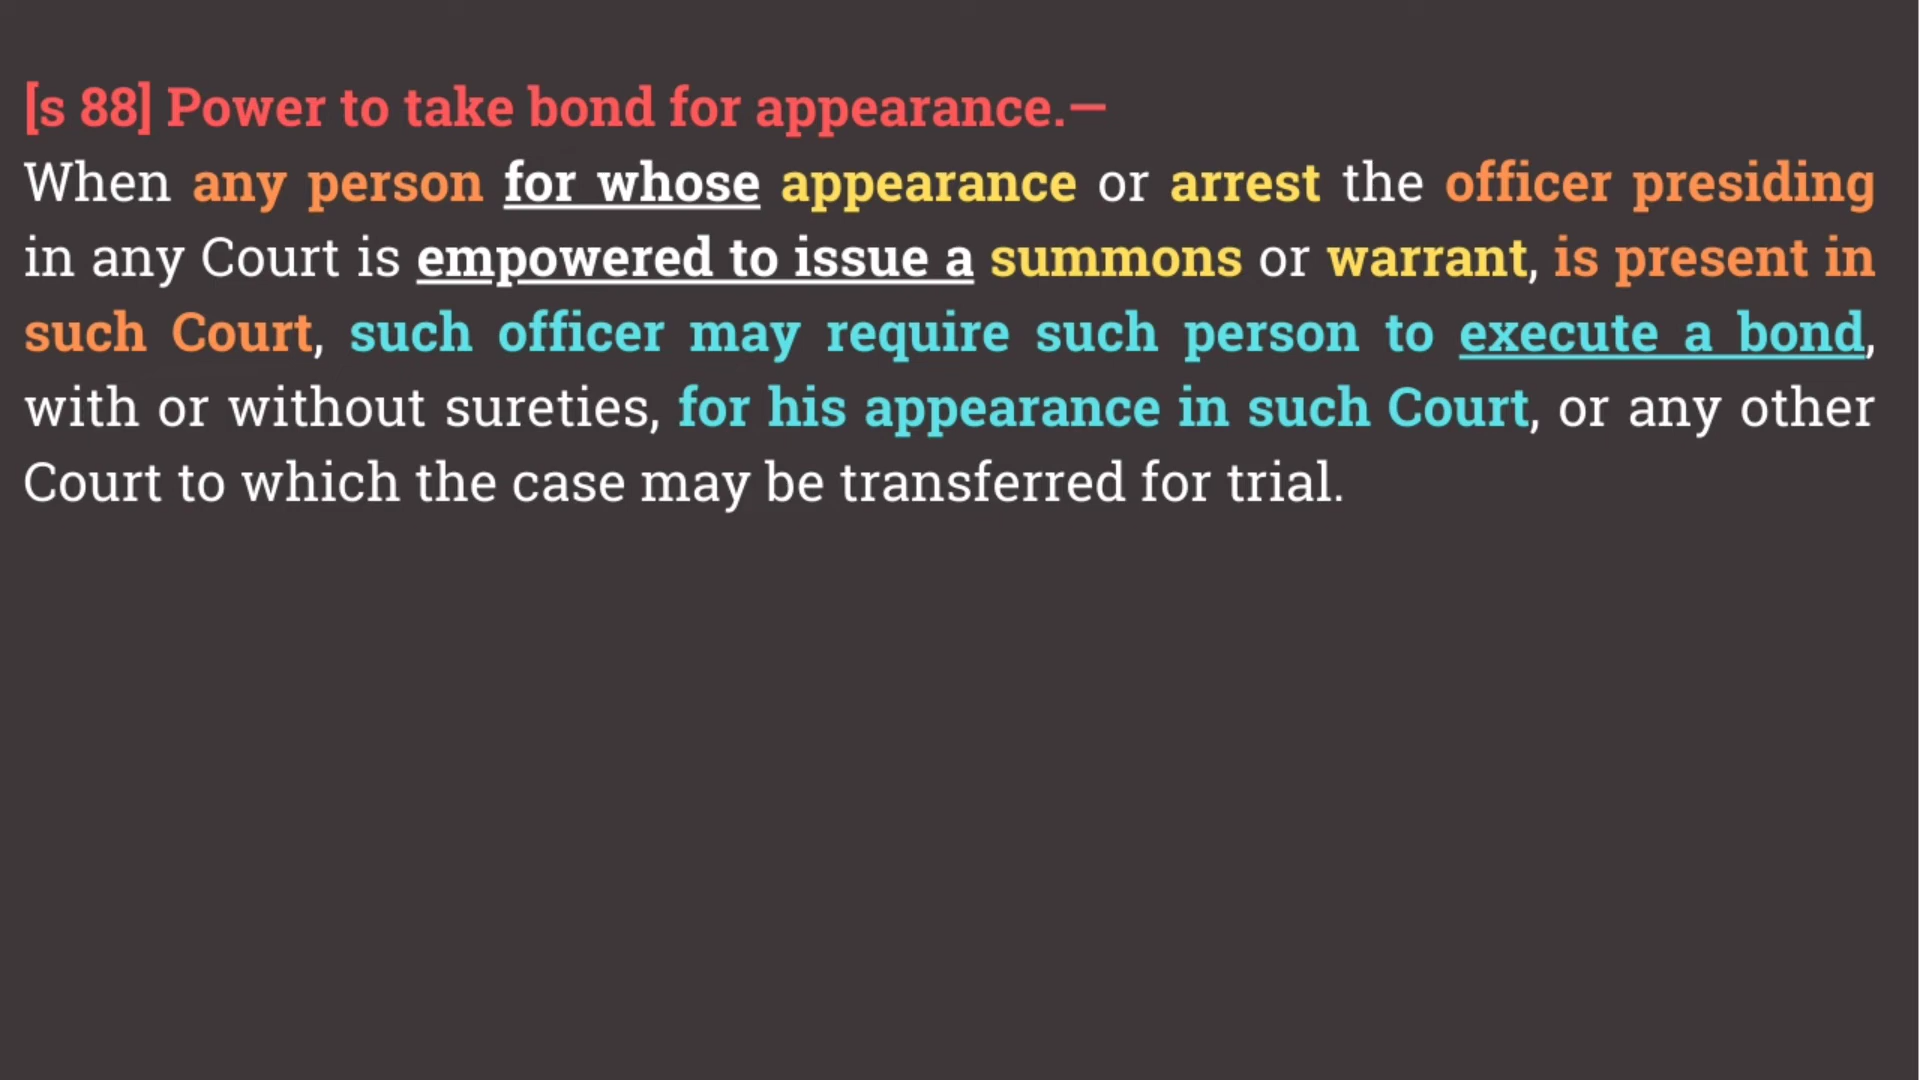 [s 88] Power to take bond for appearance.—
When any person for whose appearance or arrest the officer presiding
in any Court is empowered to issue a summons or warrant, is present in
such Court, such officer may require such person to execute a bond,
with or without sureties, for his appearance in such Court, or any other
Court to which the case may be transferred for trial.